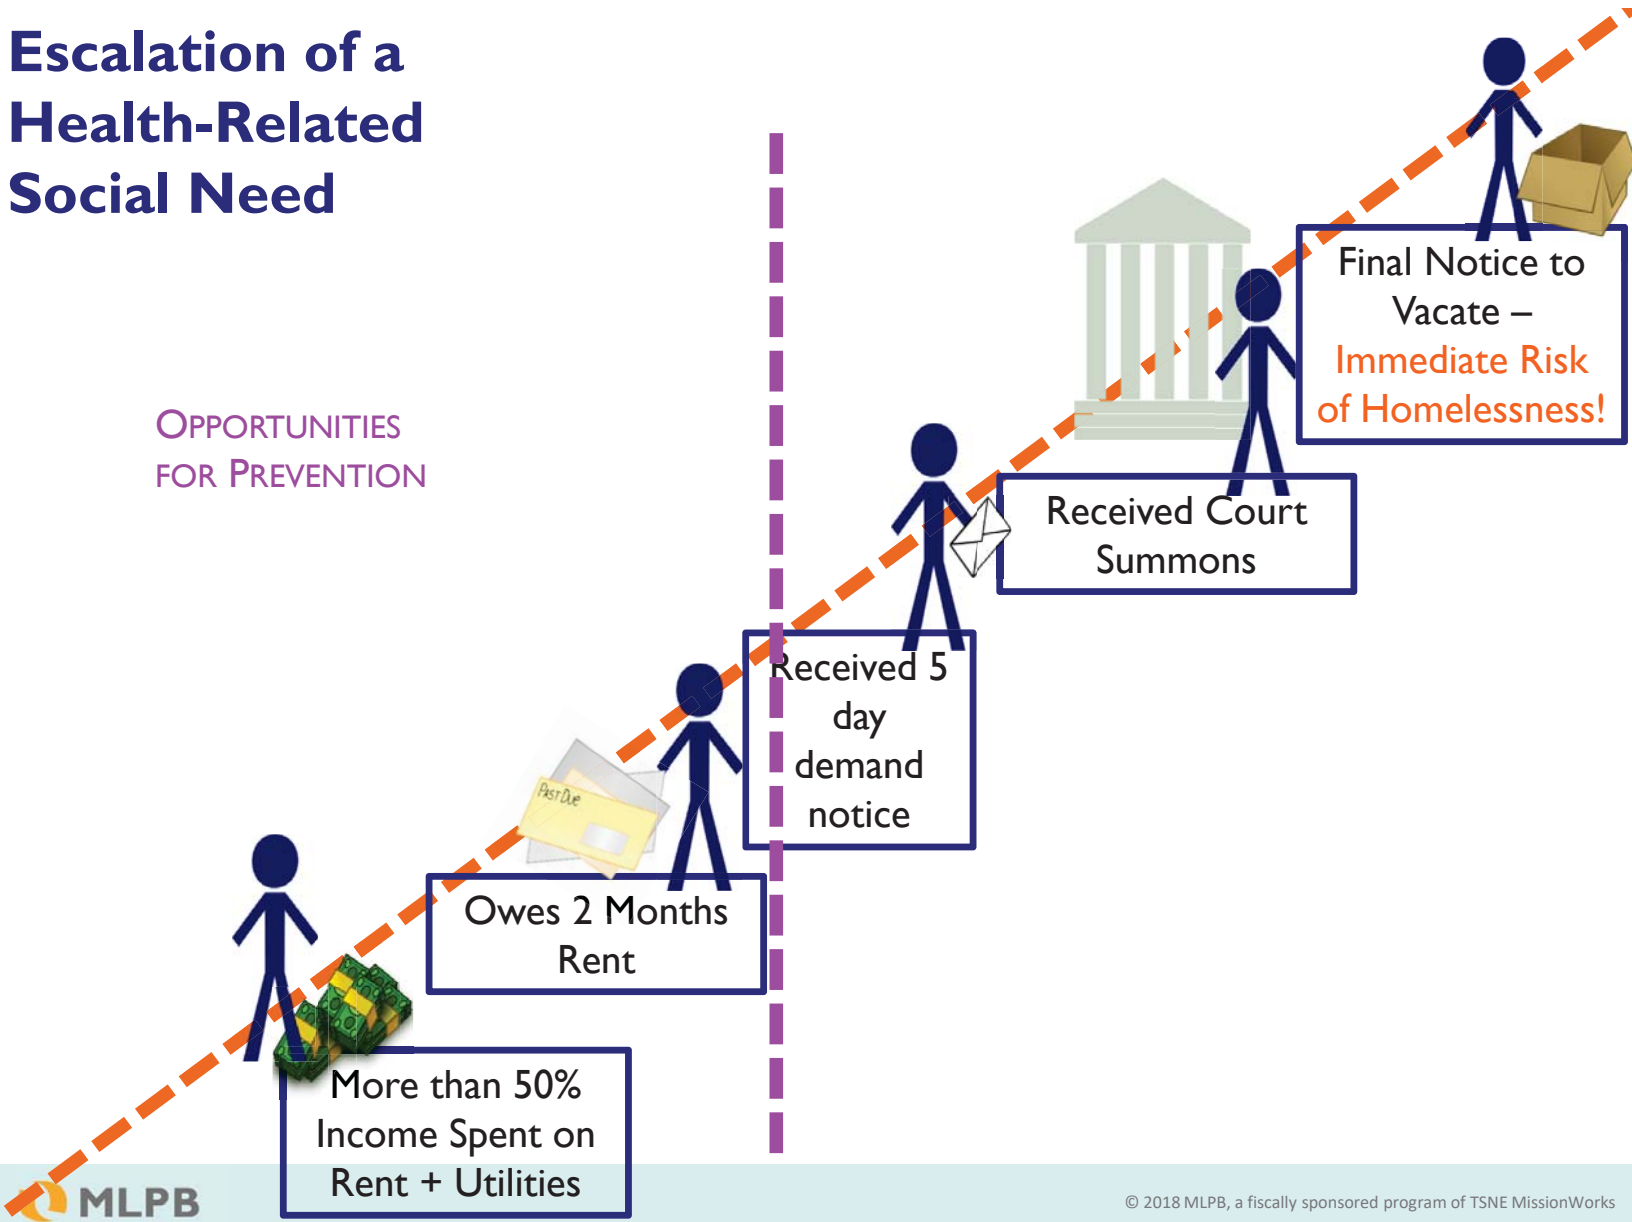 Escalation of a
Health-Related
Social Need
OPPORTUNITIES
FOR PREVENTION
Final Notice to
Vacate –
Immediate Risk
of Homelessness!
Received Court
Summons
Received 5
day
demand
notice
Past Due
Owes 2 Months
Rent
More than 50%
Income Spent on
Rent + Utilities
MLPB
© 2018 MLPB, a fiscally sponsored program of TSNE MissionWorks